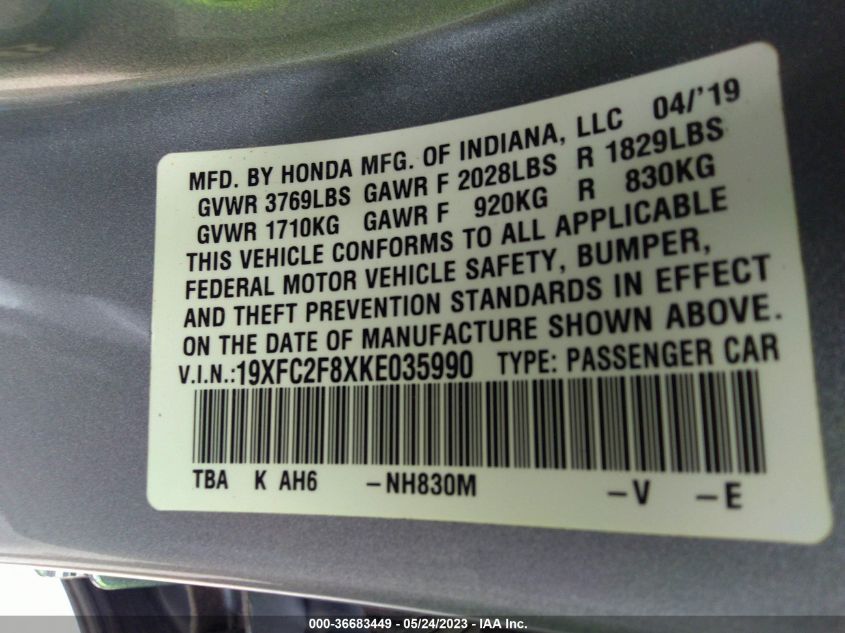 MFD. BY HONDA MFG. OF INDIANA, LLC 04/'19
GVWR 3769LBS GAWR F 2028LBS R 1829LBS
GVWR 1710KG GAWR F 920KG R 830KG
THIS VEHICLE CONFORMS TO ALL APPLICABLE
FEDERAL MOTOR VEHICLE SAFETY, BUMPER,
AND THEFT PREVENTION STANDARDS IN EFFECT
ON THE DATE OF MANUFACTURE SHOWN ABOVE.
V.I.N.:19XFC2F8XKE035990 TYPE: PASSENGER CAR
TBA K AH6 -NH830M -V -E
000-36683449 - 05/24/2023 - IAA Inc.